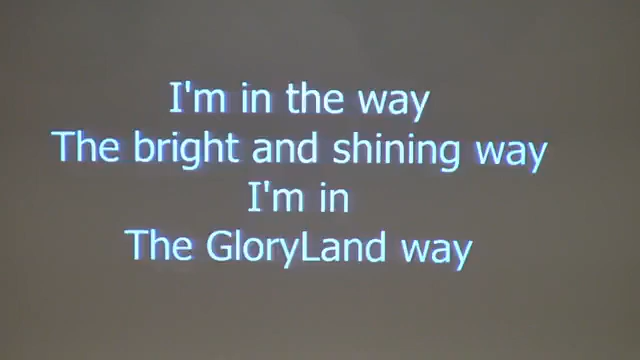 I'm in the way
The bright and shining way
I'm in
The GloryLand way